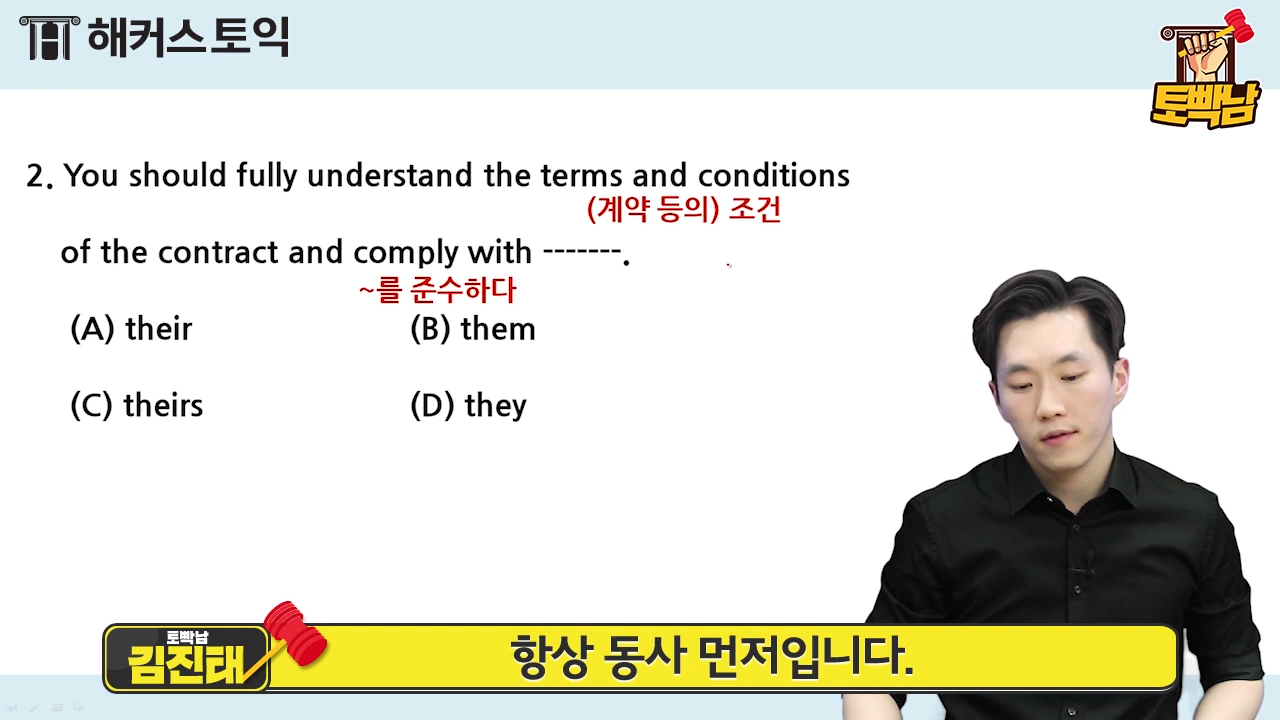 해커스 토익
토빡남
2. You should fully understand the terms and conditions
(계약 등의) 조건
of the contract and comply with -------.
~를 준수하다
(A) their (B) them
(C) theirs (D) they
토빡남
김진태
항상 동사 먼저입니다.